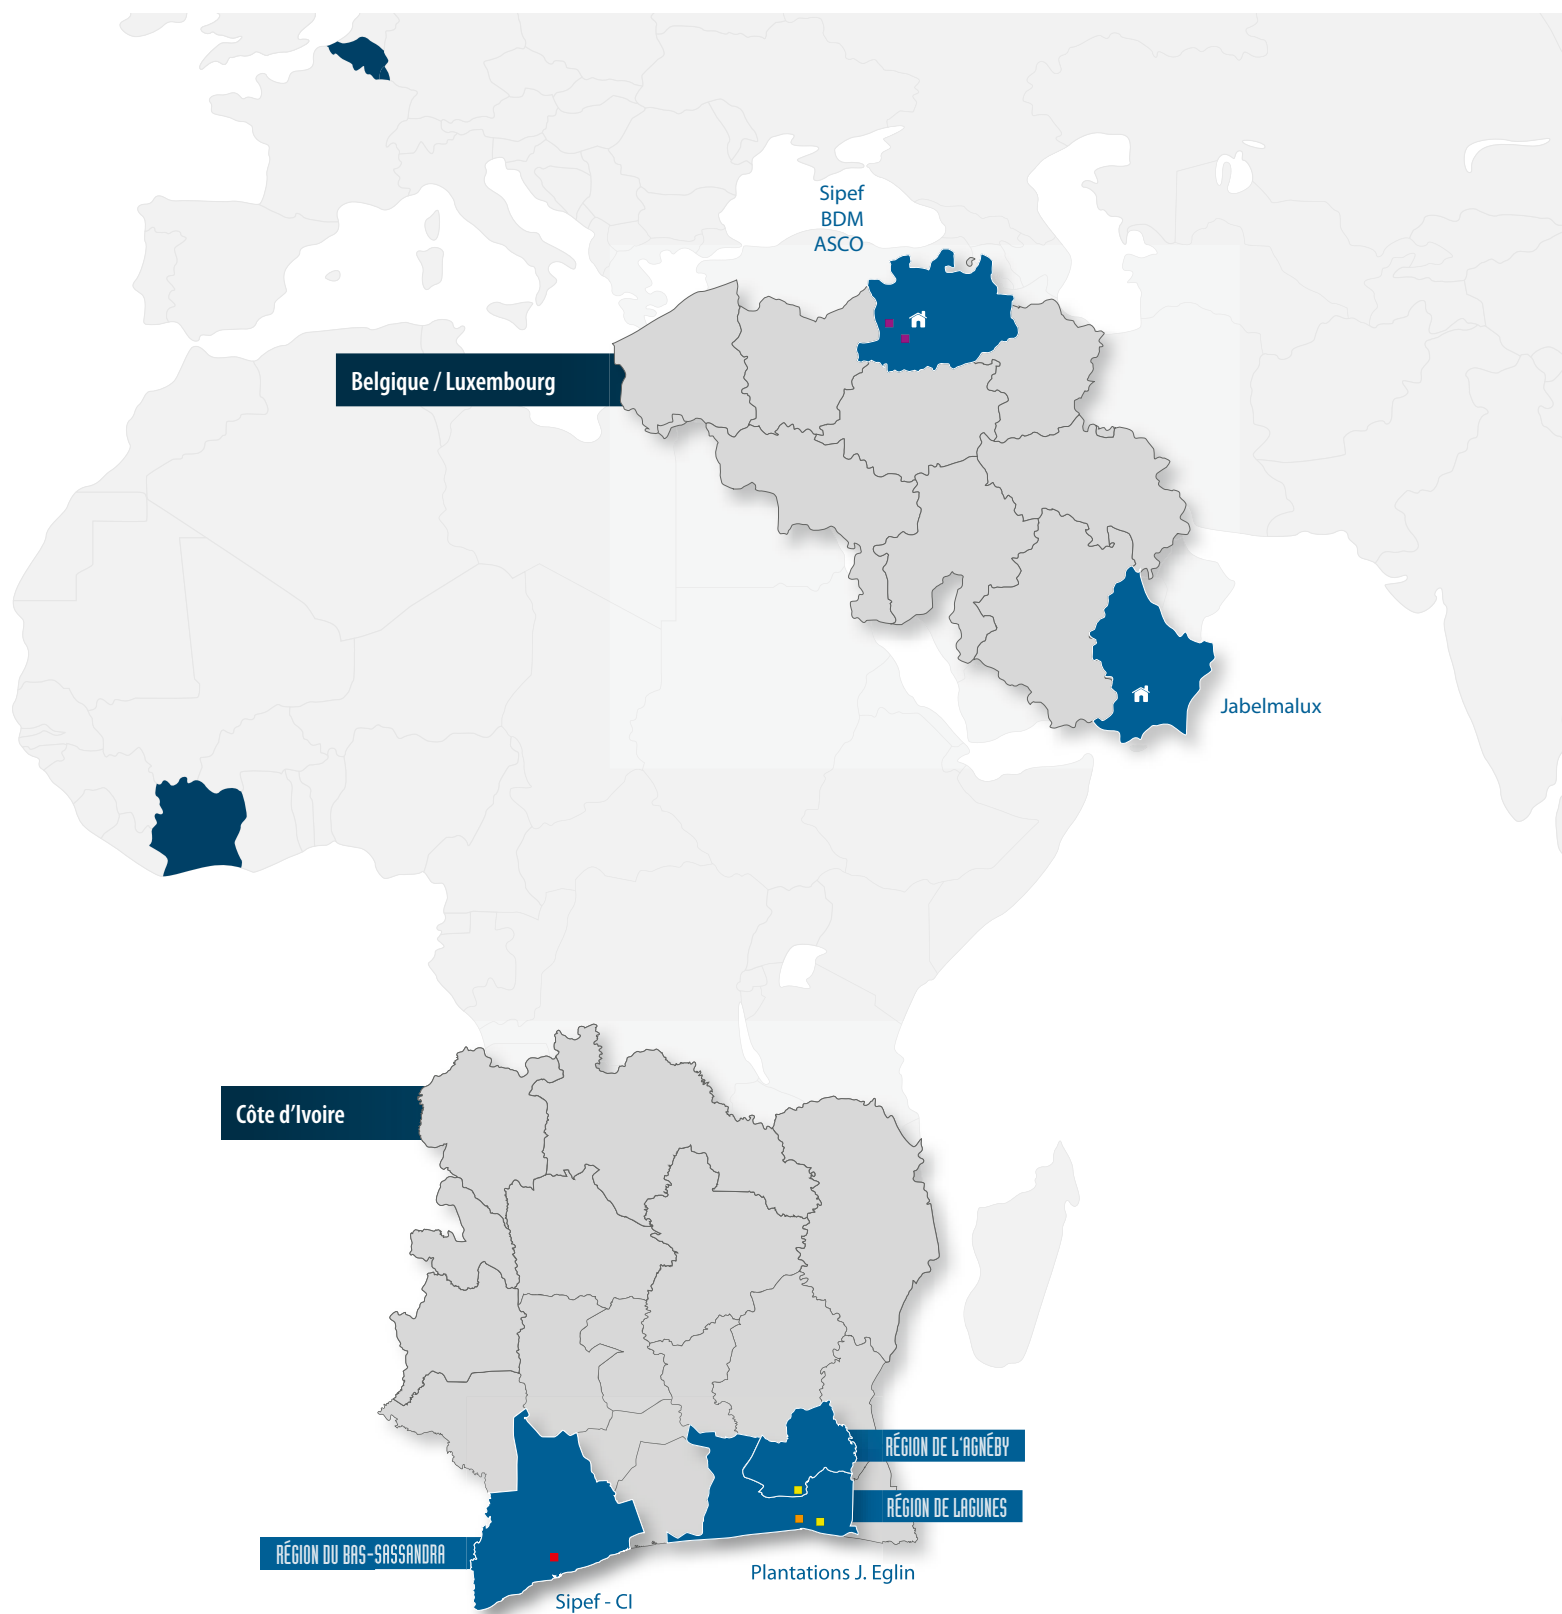 Sipef
BDM
ASCO
Belgique / Luxembourg
Jabelmalux
Côte d'Ivoire
RÉGION DE L'AGNÉBY
RÉGION DE LAGUNES
RÉGION DU BAS-SASSANDRA
Plantations J. Eglin
Sipef - CI